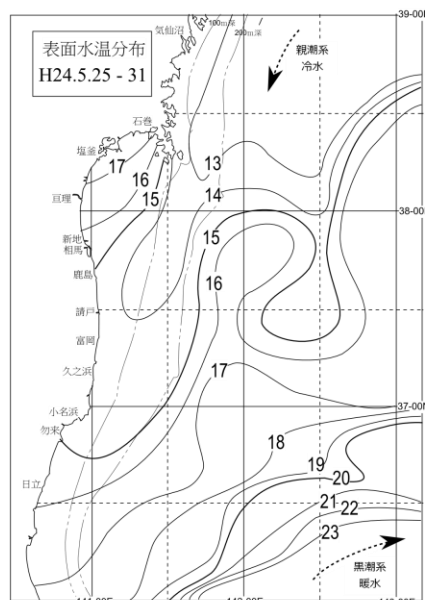 表面水温分布
H24.5.25 - 31
気仙沼
100m深
200m深
39-00N
親潮系
冷水
石巻
塩釜
17
16
15
13
14
亘理
38-00N
新地
相馬
15
鹿島
16
請戸
富岡
久之浜
17
37-00N
小名浜
勿来
18
19
20
日立
21
22
23
黒潮系
暖水